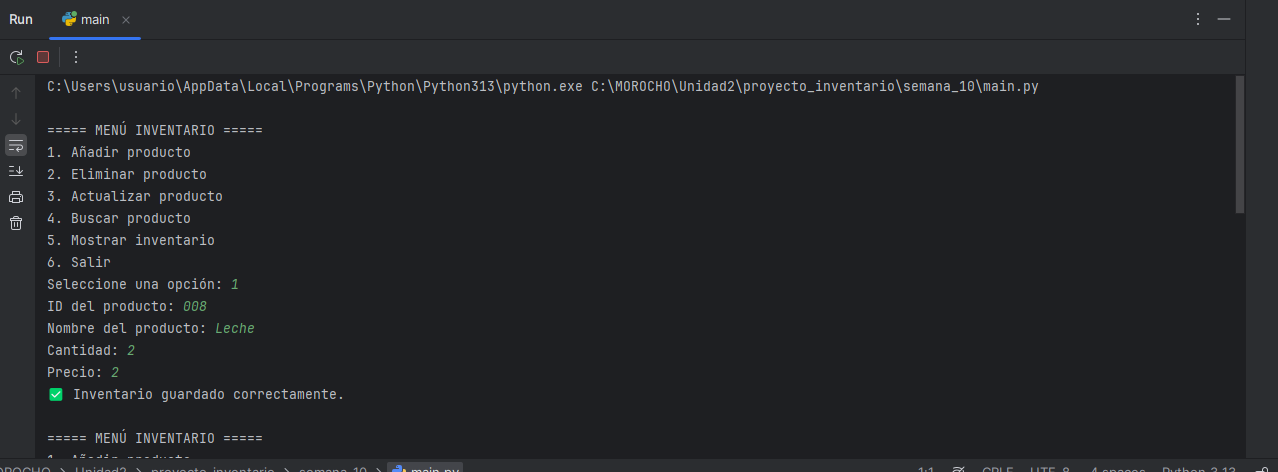 Run main
C:\Users\usuario\AppData\Local\Programs\Python\Python313\python.exe C:\MOROCHO\Unidad2\proyecto_inventario\semana_10\main.py
===== MENÚ INVENTARIO =====
1. Añadir producto
2. Eliminar producto
3. Actualizar producto
4. Buscar producto
5. Mostrar inventario
6. Salir
Seleccione una opción: 1
ID del producto: 008
Nombre del producto: Leche
Cantidad: 2
Precio: 2
✅ Inventario guardado correctamente.
===== MENÚ INVENTARIO =====
1. Añadir producto
OROCHO > Unidad2 > proyecto_inventario > semana_10 > main.py 1:1 CRLF UTF-8 4 spaces Python 3.13